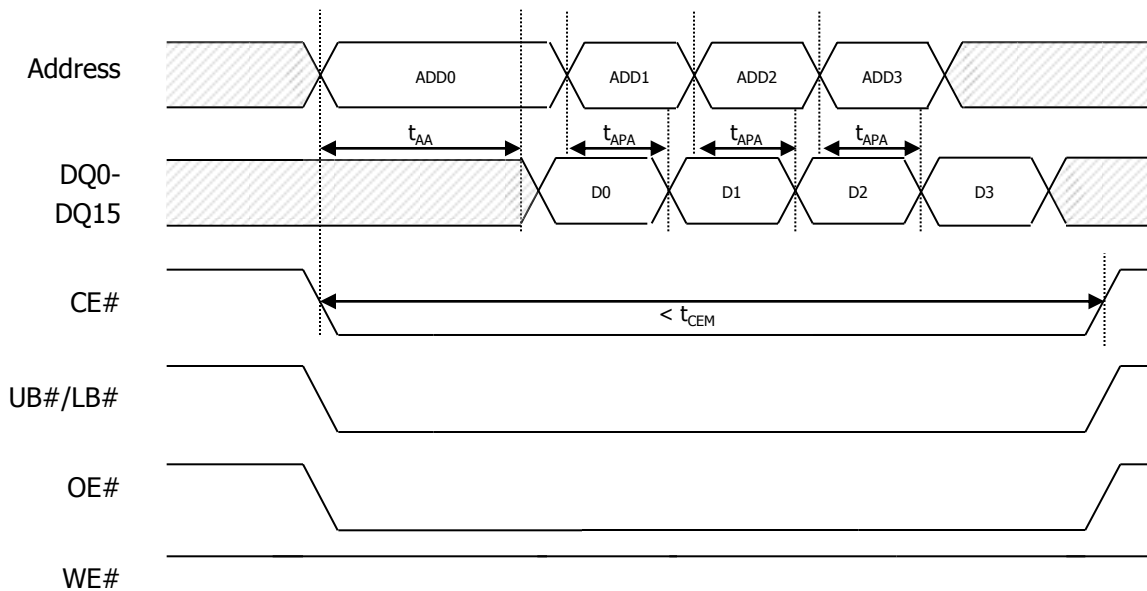 Address
ADD0 ADD1 ADD2 ADD3
tAA tAPA tAPA tAPA
DQ0-
DQ15
D0 D1 D2 D3
CE#
< tCEM
UB#/LB#
OE#
WE#